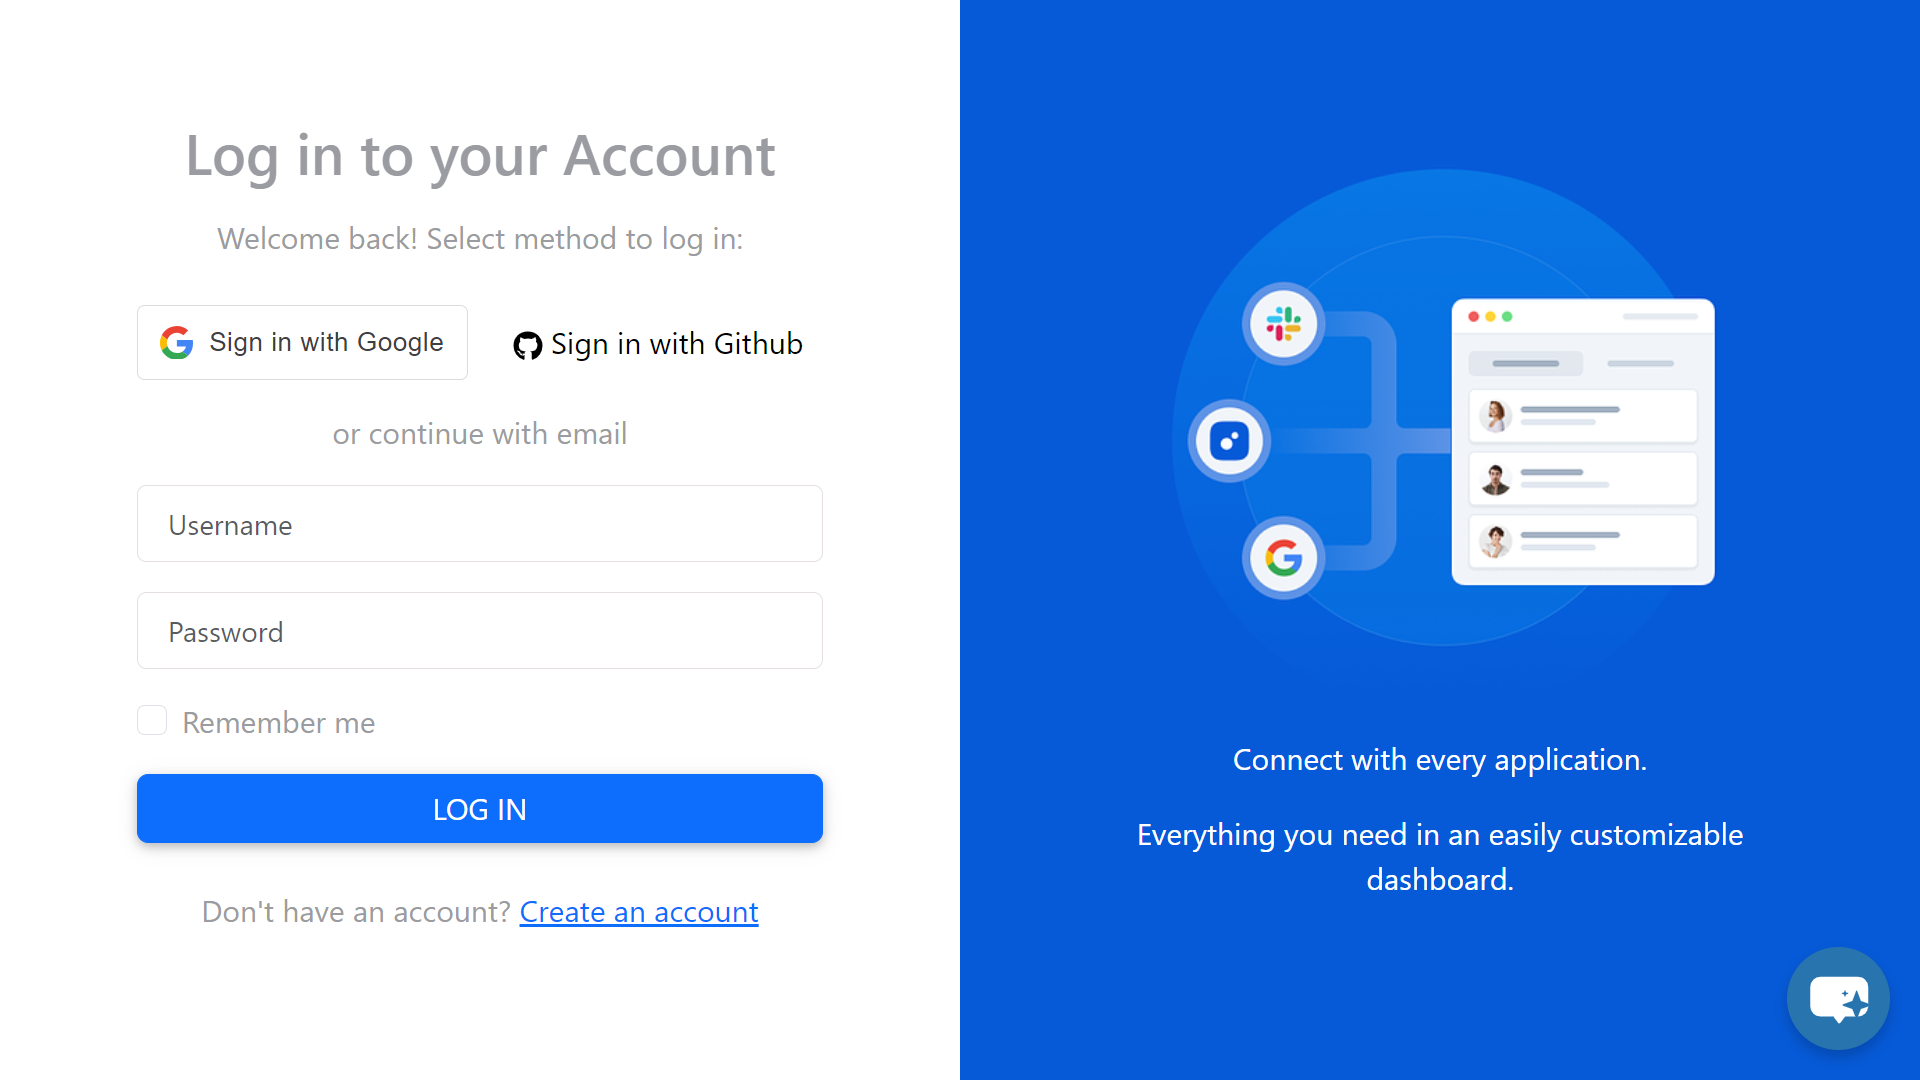 Log in to your Account
Welcome back! Select method to log in:
Sign in with Google
Sign in with Github
or continue with email
Username
Password
Remember me
LOG IN
Don't have an account? Create an account
Connect with every application.
Everything you need in an easily customizable
dashboard.